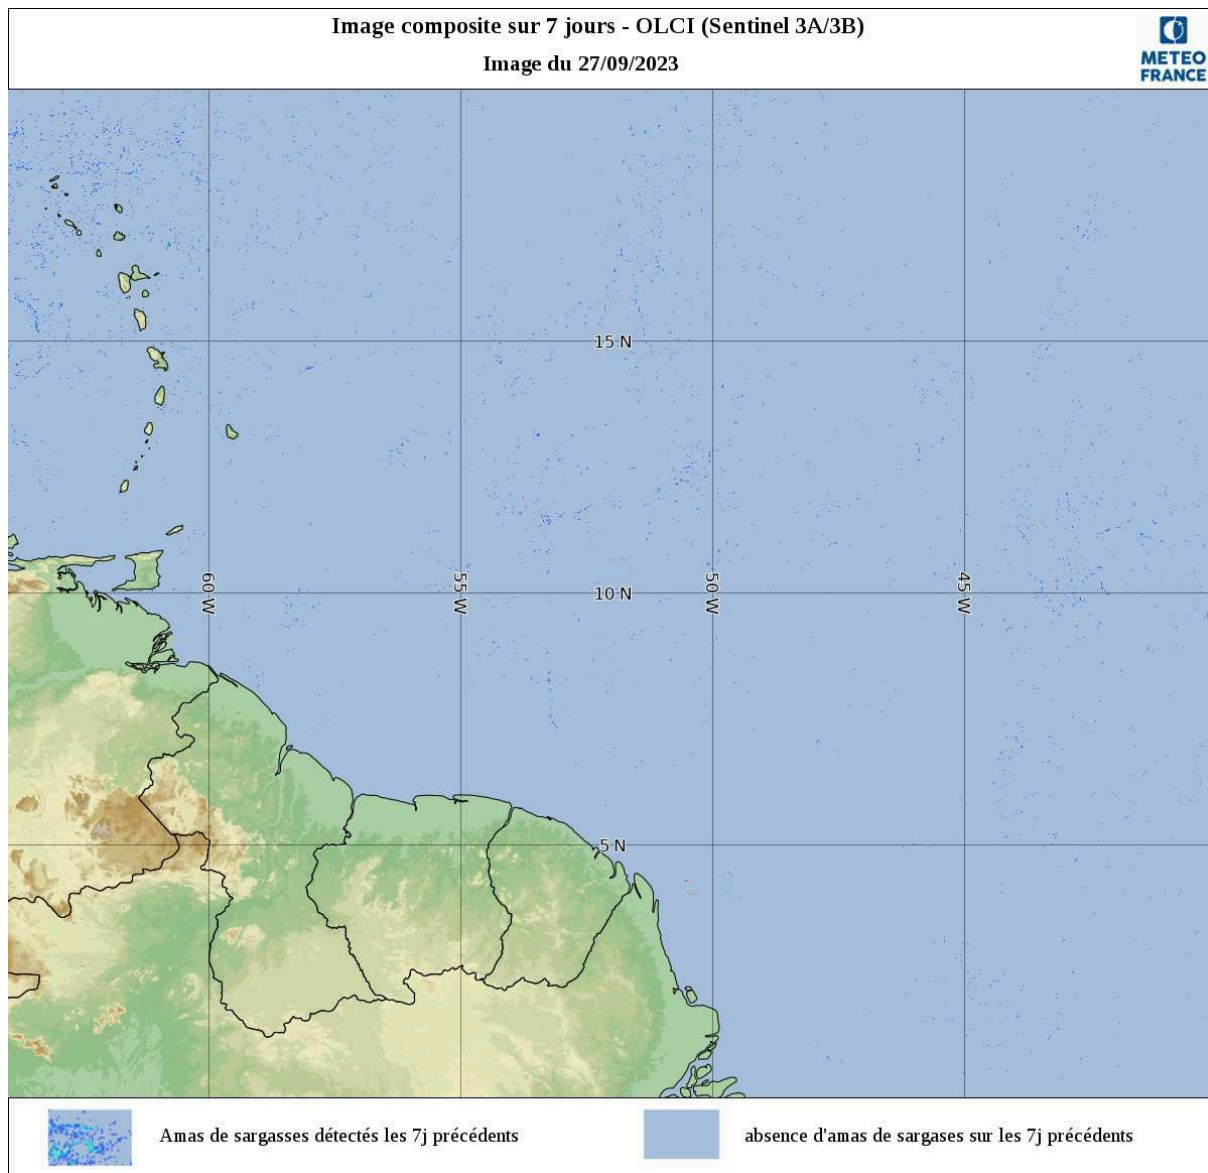 Image composite sur 7 jours - OLCI (Sentinel 3A/3B)
Image du 27/09/2023
METEO
FRANCE
15 N
60 W
55 W
10 N
50 W
45 W
5 N
Amas de sargasses détectés les 7j précédents
absence d'amas de sargases sur les 7j précédents